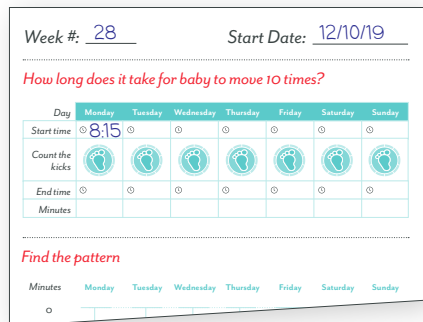 Week #: 28 Start Date: 12/10/19
How long does it take for baby to move 10 times?
Day Monday Tuesday Wednesday Thursday Friday Saturday Sunday
Start time 8:15
Count the
kicks
End time
Minutes
Find the pattern
Minutes Monday Tuesday Wednesday Thursday Friday Saturday Sunday
0